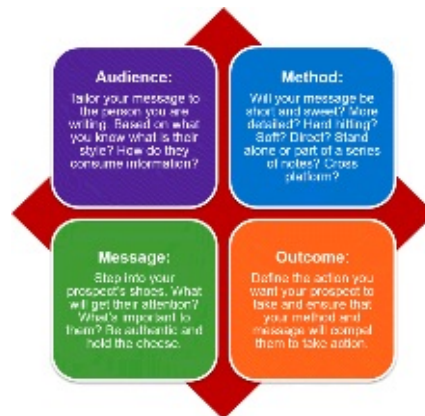 Audience:
Tailor your message to
the person you are
writing. Based on what
you know what is their
style? How do they
consume information?
Method:
Will your message be
short and sweet? More
detailed? Hard hitting?
Soft? Direct? Stand
alone or part of a series
of notes? Cross
platform?
Message:
Step into your
prospect's shoes. What
will get their attention?
What's important to
them? Be authentic and
hold the cheese.
Outcome:
Define the action you
want your prospect to
take and ensure that
your method and
message will compel
them to take action.